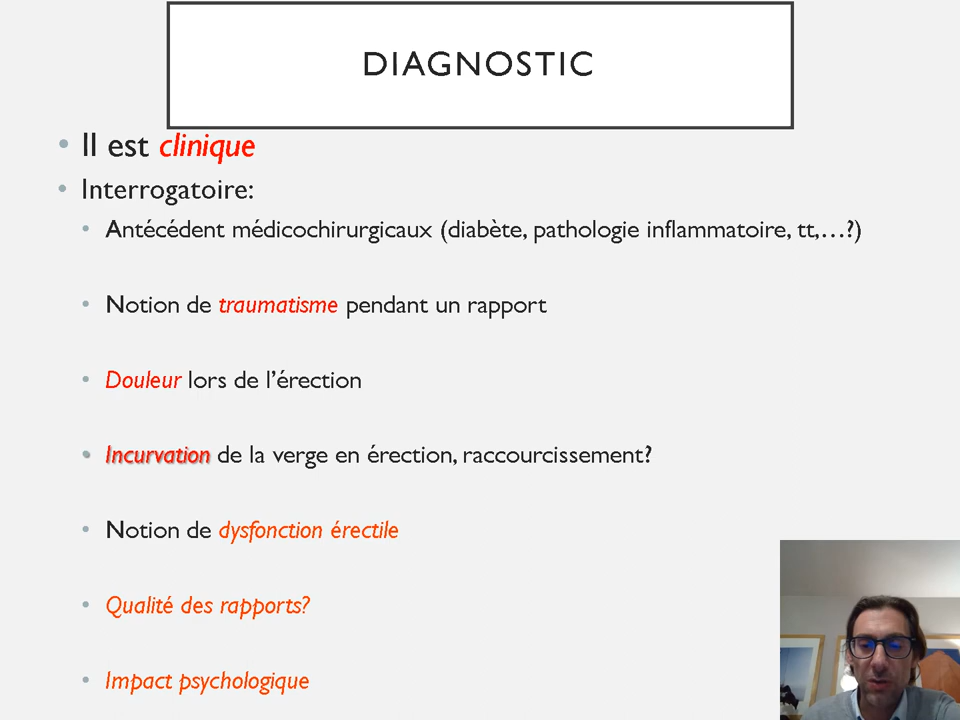 DIAGNOSTIC
• Il est clinique
• Interrogatoire:
• Antécédent médicochirurgicaux (diabète, pathologie inflammatoire, tt,…?)
• Notion de traumatisme pendant un rapport
• Douleur lors de l’érection
• Incurvation de la verge en érection, raccourcissement?
• Notion de dysfonction érectile
• Qualité des rapports?
• Impact psychologique